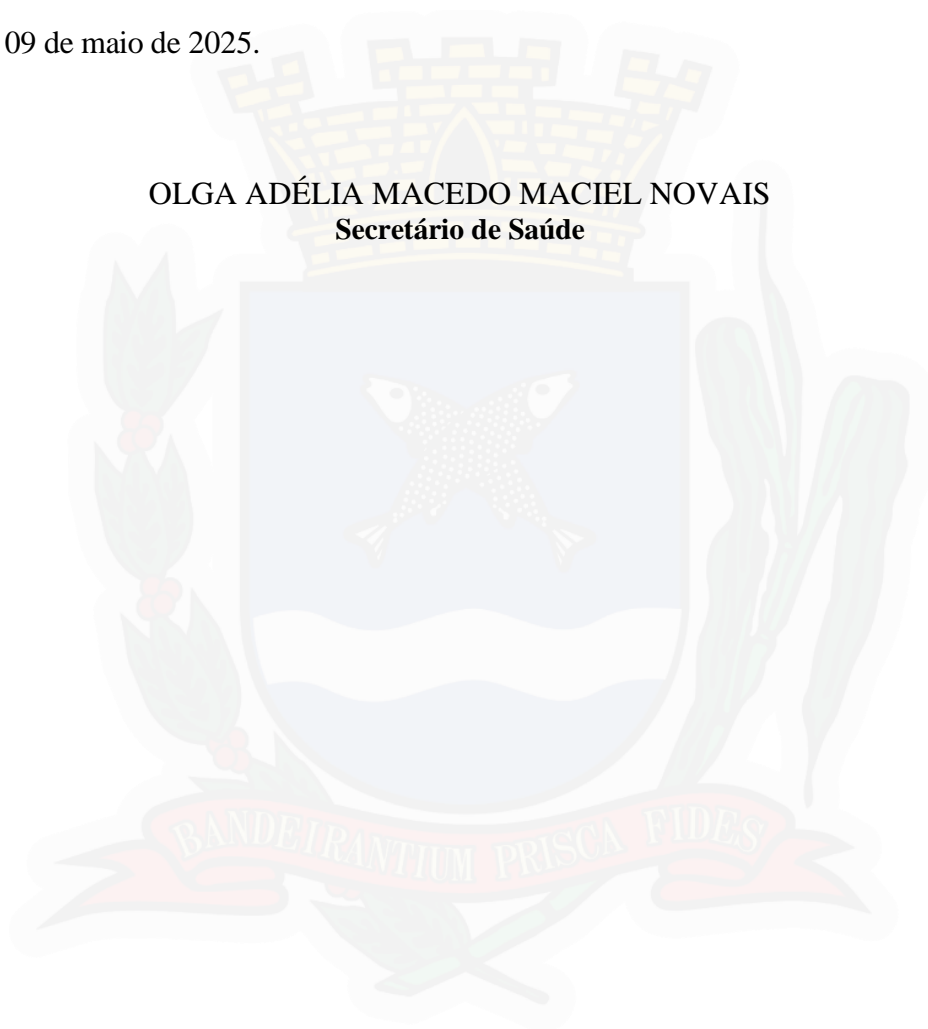 09 de maio de 2025.
OLGA ADÉLIA MACEDO MACIEL NOVAIS
Secretário de Saúde
BANDEIRANTIUM PRISCA FIDES